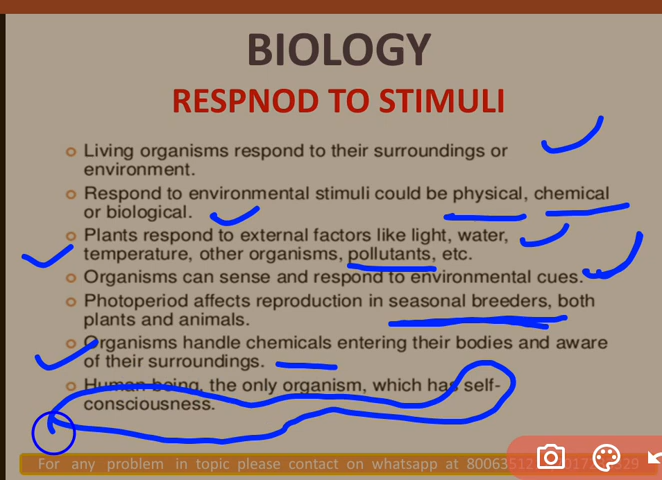 BIOLOGY
RESPNOD TO STIMULI
Living organisms respond to their surroundings or
environment.
Respond to environmental stimuli could be physical, chemical
or biological.
Plants respond to external factors like light, water,
temperature, other organisms, pollutants, etc.
Organisms can sense and respond to environmental cues.
Photoperiod affects reproduction in seasonal breeders, both
plants and animals.
Organisms handle chemicals entering their bodies and aware
of their surroundings.
Human being, the only organism, which has self-
consciousness.
For any problem in topic please contact on whatsapp at